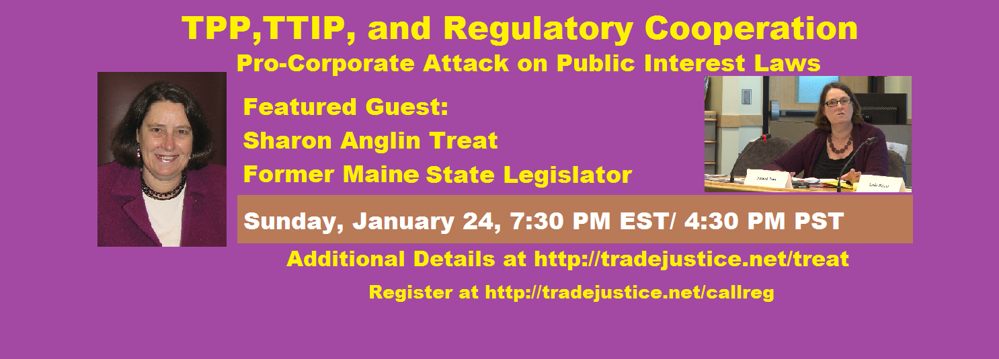 TPP,TTIP, and Regulatory Cooperation
Pro-Corporate Attack on Public Interest Laws
Featured Guest:
Sharon Anglin Treat
Former Maine State Legislator
Sunday, January 24, 7:30 PM EST/ 4:30 PM PST
Additional Details at http://tradejustice.net/treat
Register at http://tradejustice.net/callreg